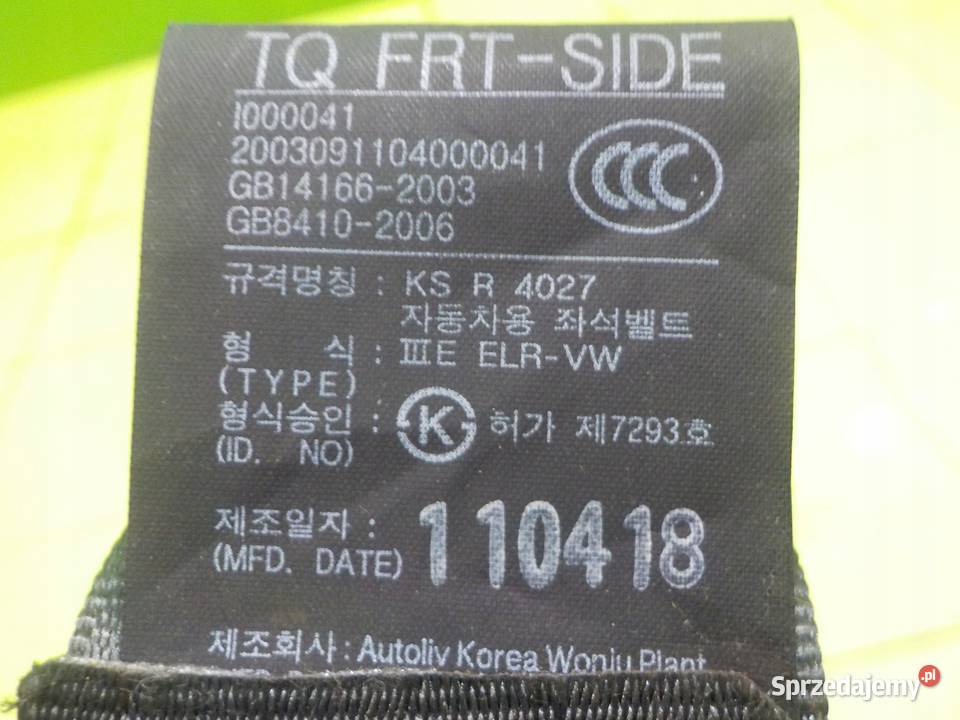 TQ FRT-SIDE
I000041
2003091104000041
GB14166-2003
GB8410-2006
CCC
규격명칭 : KS R 4027
자동차용 좌석벨트
형 식 : ⅢE ELR-VW
(TYPE)
형식승인 : K 허가 제7293호
(ID. NO)
제조일자 : 110418
(MFD. DATE)
제조회사 : Autoliv Korea Wonju Plant
Sprzedajemy.pl